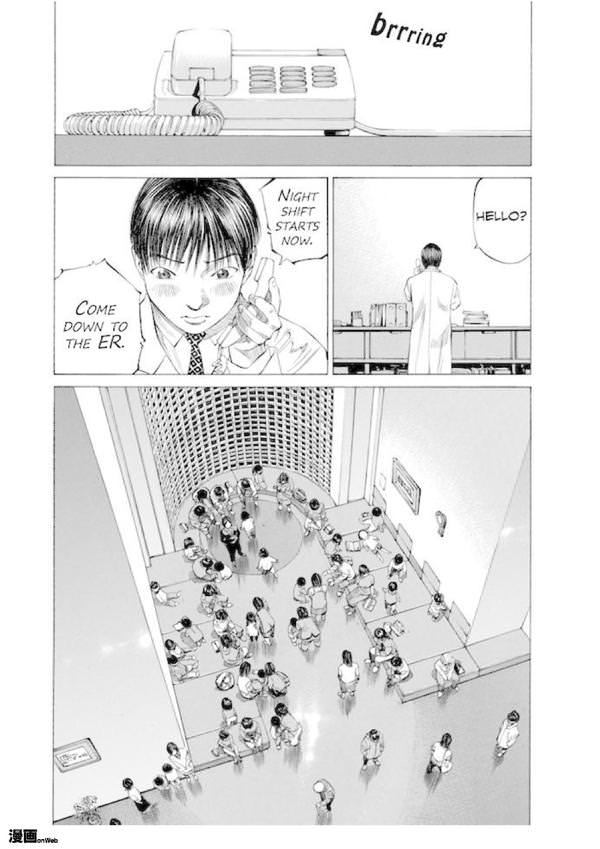 brrring
HELLO?
NIGHT
SHIFT
STARTS
NOW.
COME
DOWN TO
THE ER.
漫画onWeb